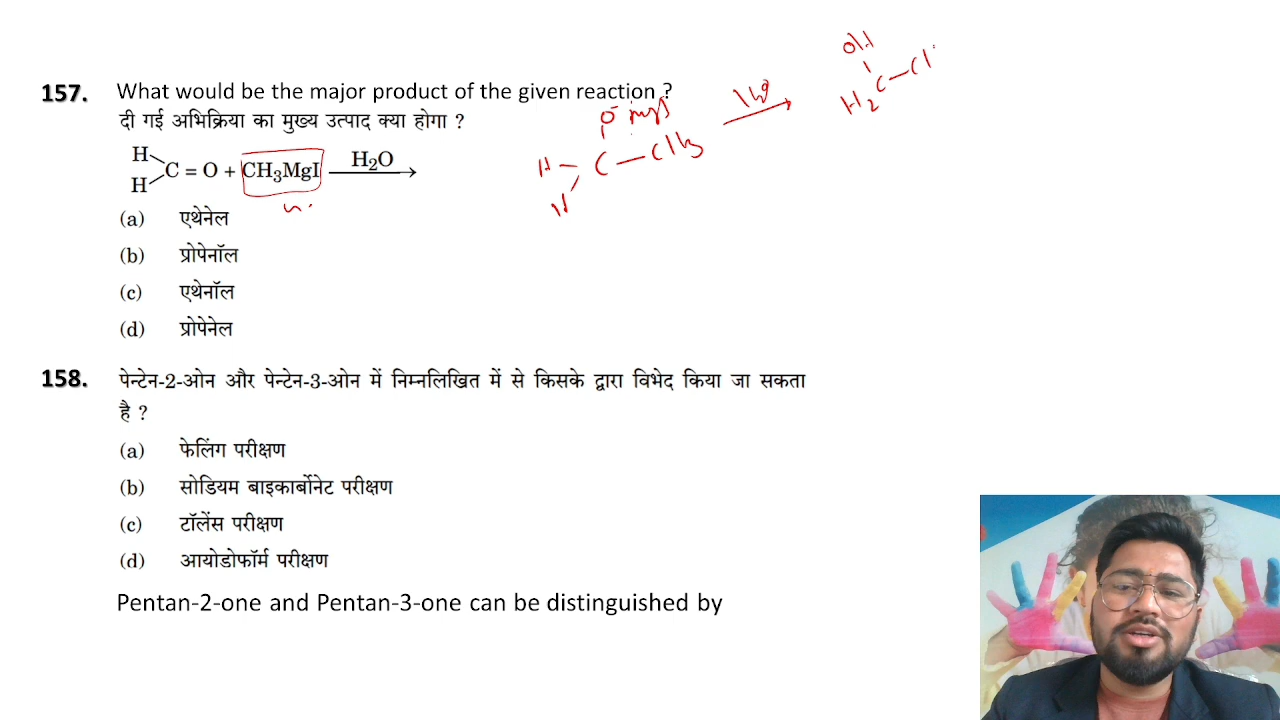 157. What would be the major product of the given reaction ?
दी गई अभिक्रिया का मुख्य उत्पाद क्या होगा ?
H
H
C = O + CH₃MgI
H₂O
(a) एथेनेल
(b) प्रोपेनॉल
(c) एथेनॉल
(d) प्रोपेनेल
158. पेन्टेन-2-ओन और पेन्टेन-3-ओन में निम्नलिखित में से किसके द्वारा विभेद किया जा सकता
है ?
(a) फेलिंग परीक्षण
(b) सोडियम बाइकार्बोनेट परीक्षण
(c) टॉलेंस परीक्षण
(d) आयोडोफॉर्म परीक्षण
Pentan-2-one and Pentan-3-one can be distinguished by
H
C
H
OH
H₂
C